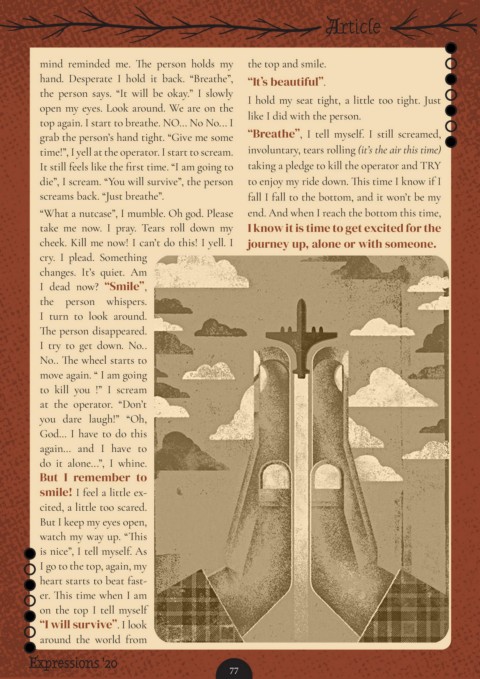 Article
mind reminded me. The person holds my
hand. Desperate I hold it back. “Breathe”,
the person says. “It will be okay.” I slowly
open my eyes. Look around. We are on the
top again. I start to breathe. NO... No No... I
grab the person’s hand tight. “Give me some
time!”, I yell at the operator. I start to scream.
It still feels like the first time. “I am going to
die”, I scream. “You will survive”, the person
screams back. “Just breathe”.
“What a nutcase”, I mumble. Oh god. Please
take me now. I pray. Tears roll down my
cheek. Kill me now! I can’t do this! I yell. I
cry. I plead. Something
changes. It’s quiet. Am
I dead now? “Smile”,
the person whispers.
I turn to look around.
The person disappeared.
I try to get down. No..
No.. The wheel starts to
move again. “ I am going
to kill you !” I scream
at the operator. “Don’t
you dare laugh!” “Oh,
God... I have to do this
again... and I have to
do it alone...”, I whine.
But I remember to
smile! I feel a little ex-
cited, a little too scared.
But I keep my eyes open,
watch my way up. “This
is nice”, I tell myself. As
I go to the top, again, my
heart starts to beat fast-
er. This time when I am
on the top I tell myself
“I will survive”. I look
around the world from
the top and smile.
“It’s beautiful”.
I hold my seat tight, a little too tight. Just
like I did with the person.
“Breathe”, I tell myself. I still screamed,
involuntary, tears rolling (it’s the air this time)
taking a pledge to kill the operator and TRY
to enjoy my ride down. This time I know if I
fall I fall to the bottom, and it won’t be my
end. And when I reach the bottom this time,
I know it is time to get excited for the
journey up, alone or with someone.
Expressions '20
77